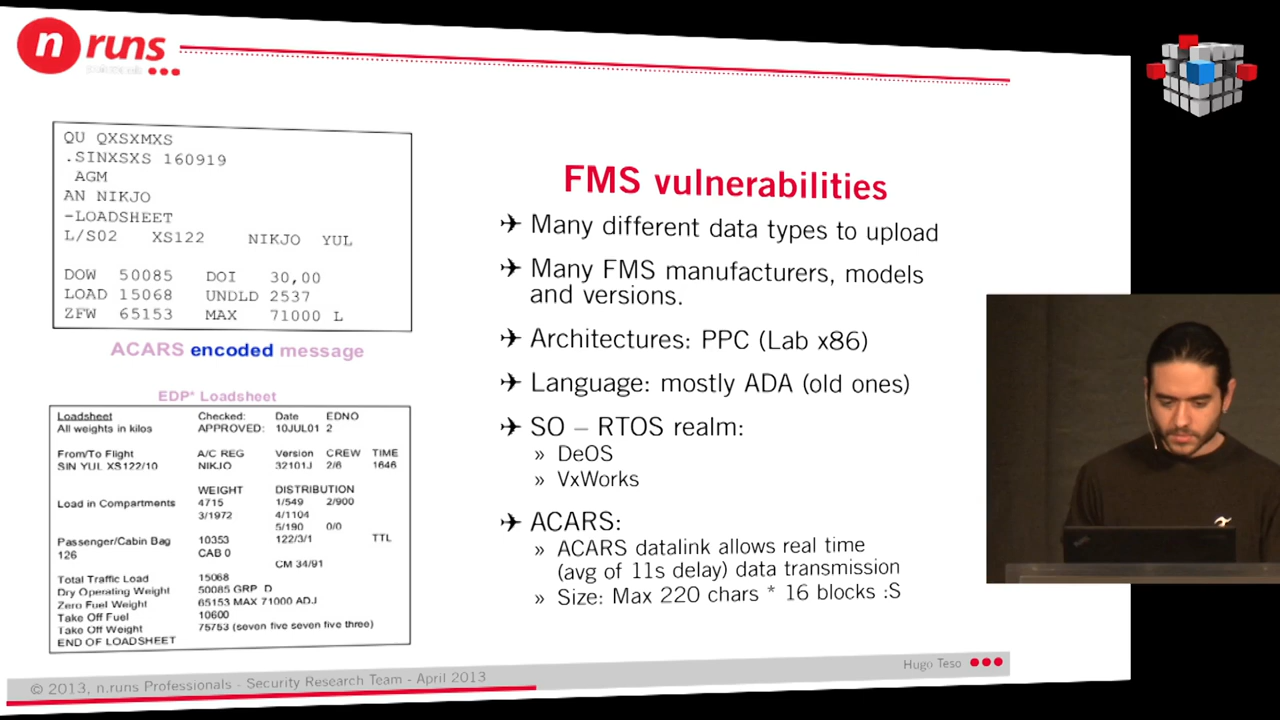 n runs
QU QXSXMXS
.SINXSXS 160919
AGM
AN NIKJO
-LOADSHEET
L/S02 XS122 NIKJO YUL
DOW 50085 DOI 30,00
LOAD 15068 UNDLD 2537
ZFW 65153 MAX 71000 L
ACARS encoded message
EDP* Loadsheet
Loadsheet Checked: Date EDNO
All weights in kilos APPROVED: 10JUL01 2
From/To Flight A/C REG Version CREW TIME
SIN YUL XS122/10 NIKJO 32101J 2/6 1646
WEIGHT DISTRIBUTION
Load in Compartments 4715 1/549 2/900
3/1972 4/1104
5/190 0/0
Passenger/Cabin Bag 10353 122/3/1 TTL
126 CAB 0
CM 34/91
Total Traffic Load 15068
Dry Operating Weight 50085 GRP D
Zero Fuel Weight 65153 MAX 71000 ADJ
Take Off Fuel 10600
Take Off Weight 75753 (seven five seven five three)
END OF LOADSHEET
FMS vulnerabilities
Many different data types to upload
Many FMS manufacturers, models
and versions.
Architectures: PPC (Lab x86)
Language: mostly ADA (old ones)
SO – RTOS realm:
» DeOS
» VxWorks
ACARS:
» ACARS datalink allows real time
(avg of 11s delay) data transmission
» Size: Max 220 chars * 16 blocks :S
© 2013, n.runs Professionals - Security Research Team - April 2013
Hugo Teso